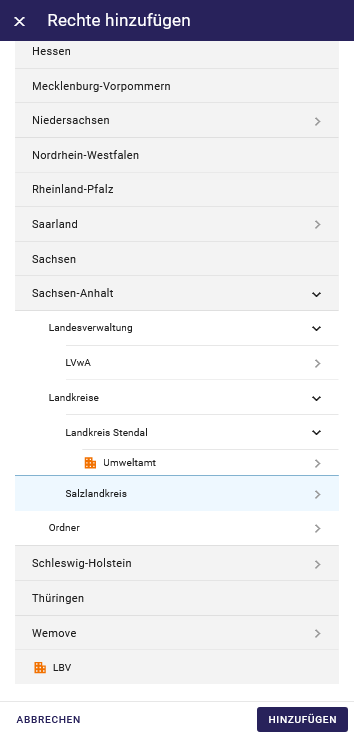 Rechte hinzufügen
Hessen
Mecklenburg-Vorpommern
Niedersachsen
Nordrhein-Westfalen
Rheinland-Pfalz
Saarland
Sachsen
Sachsen-Anhalt
Landesverwaltung
LVwA
Landkreise
Landkreis Stendal
Umweltamt
Salzlandkreis
Ordner
Schleswig-Holstein
Thüringen
Wemove
LBV
ABBRECHEN HINZUFÜGEN